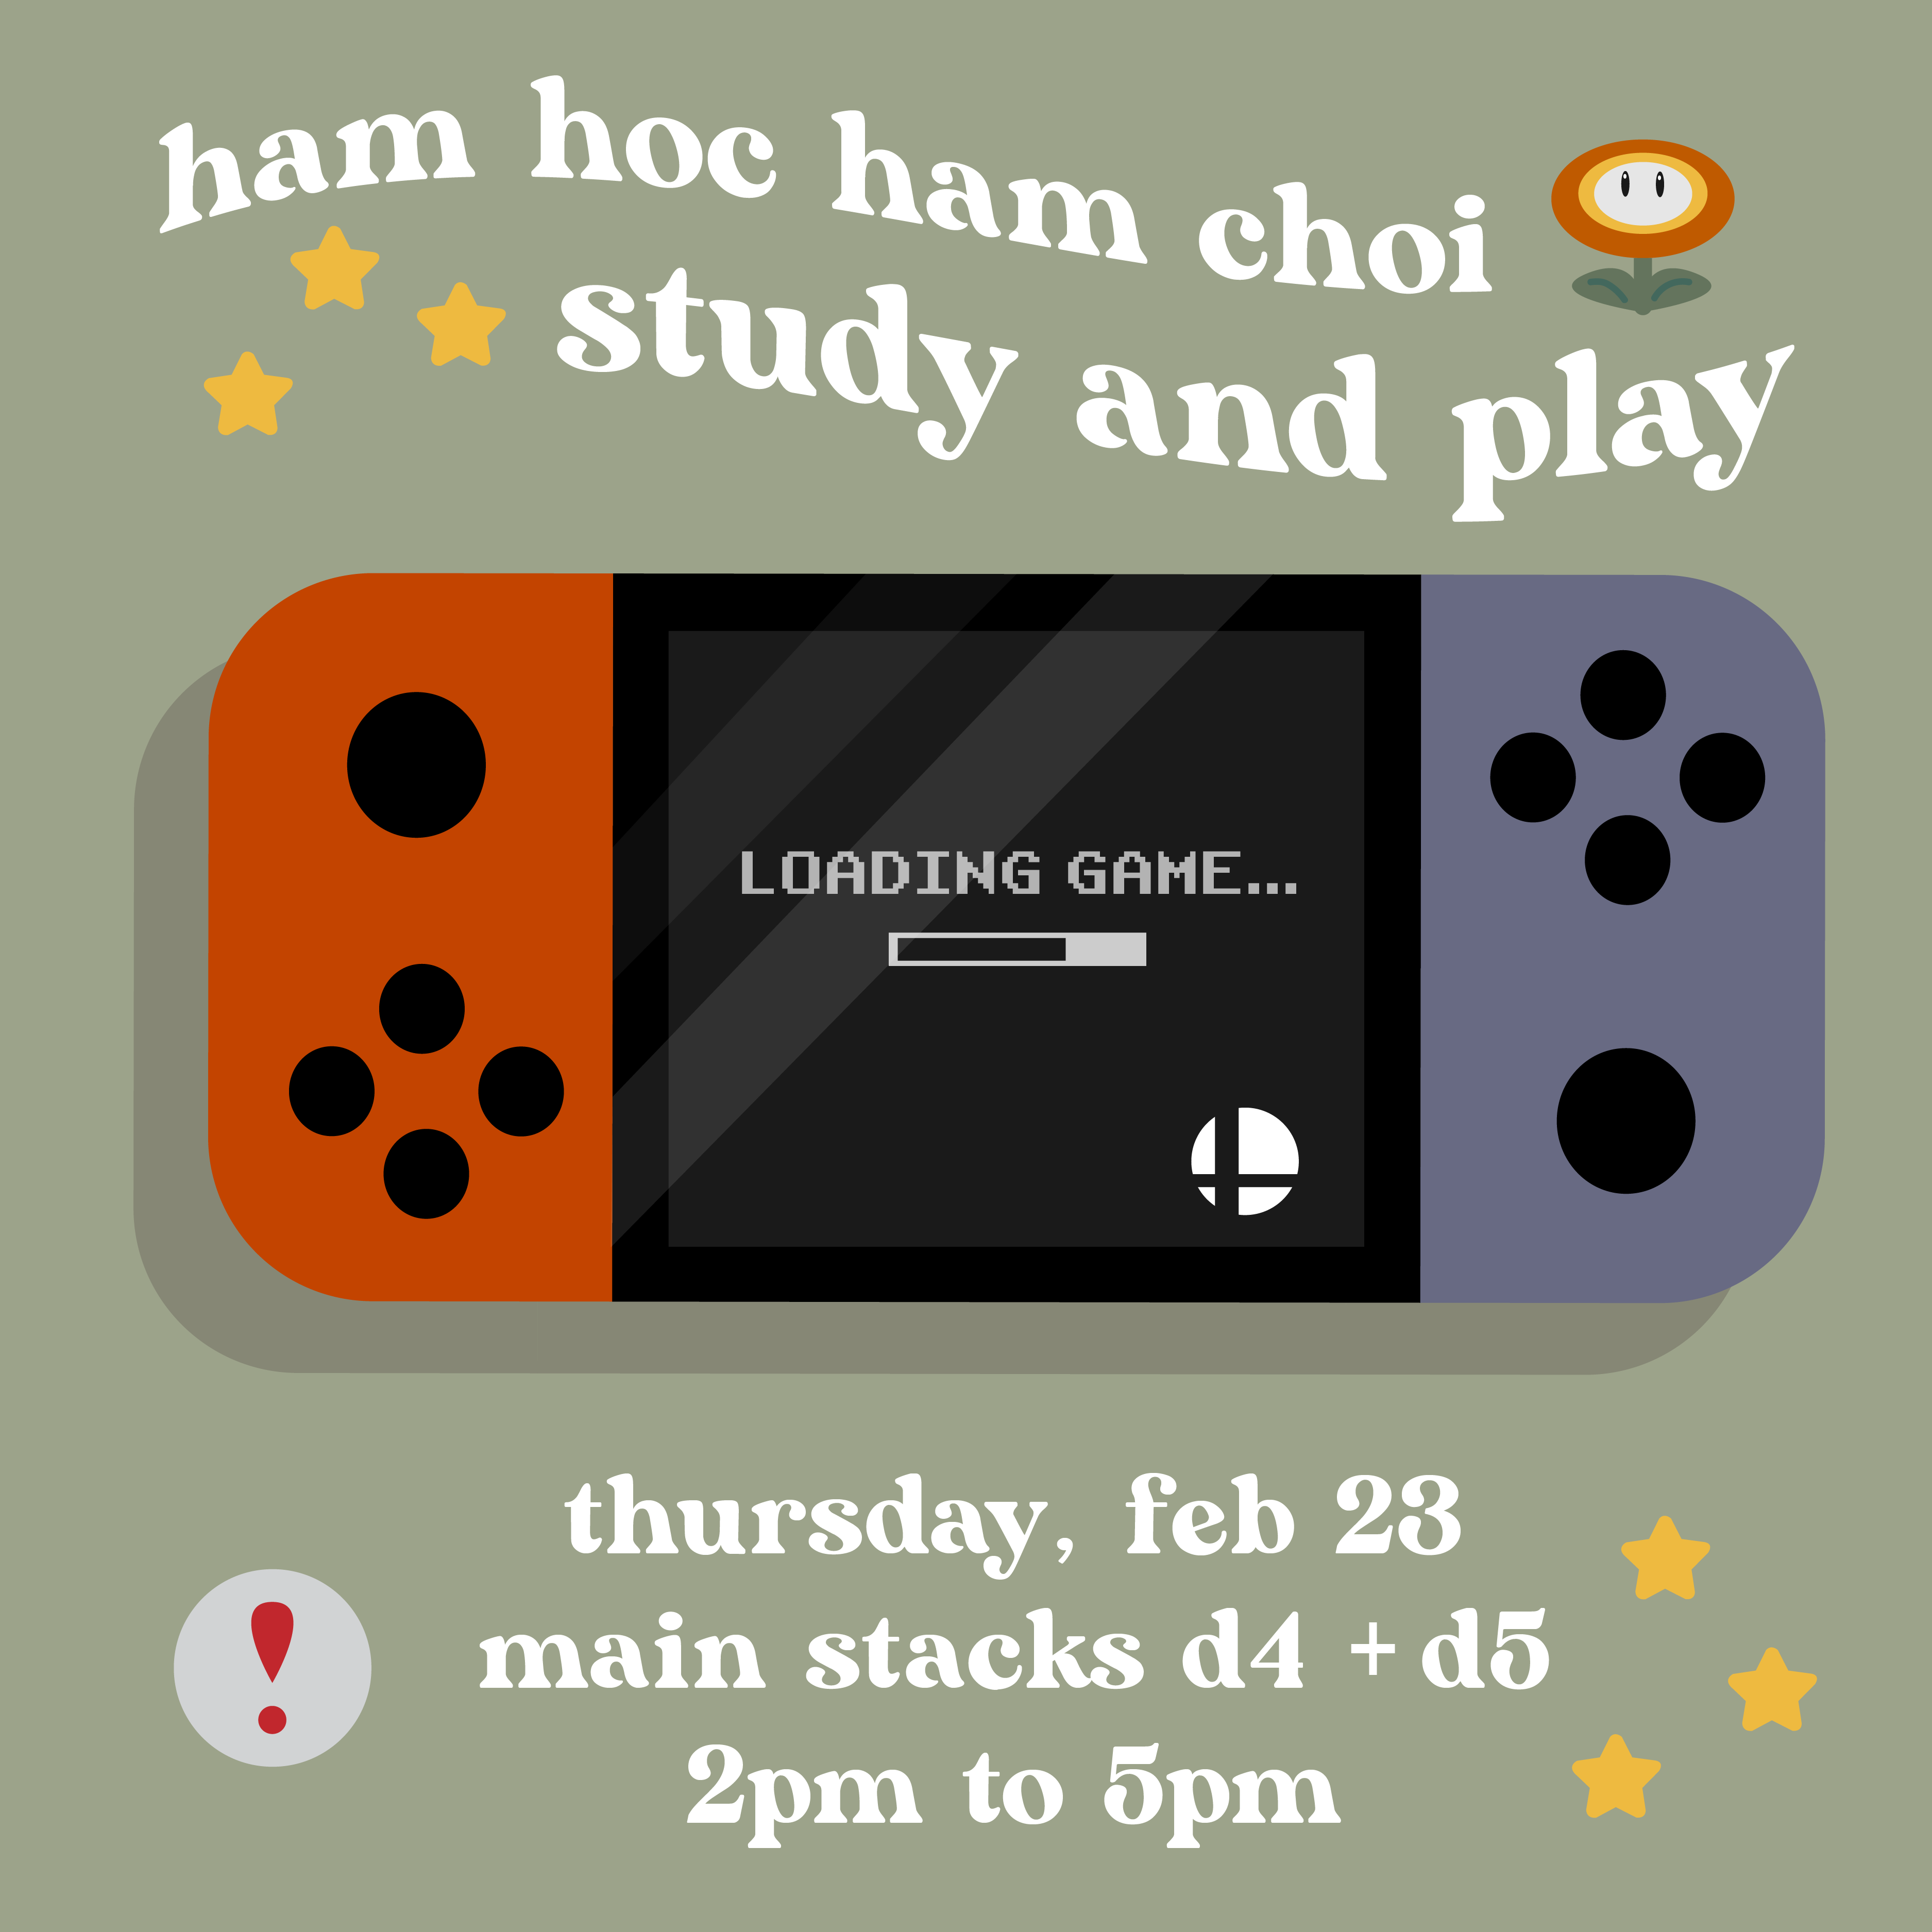 ham hoc ham choi
study and play
LOADING GAME...
!
thursday, feb 23
main stacks d4 + d5
2pm to 5pm